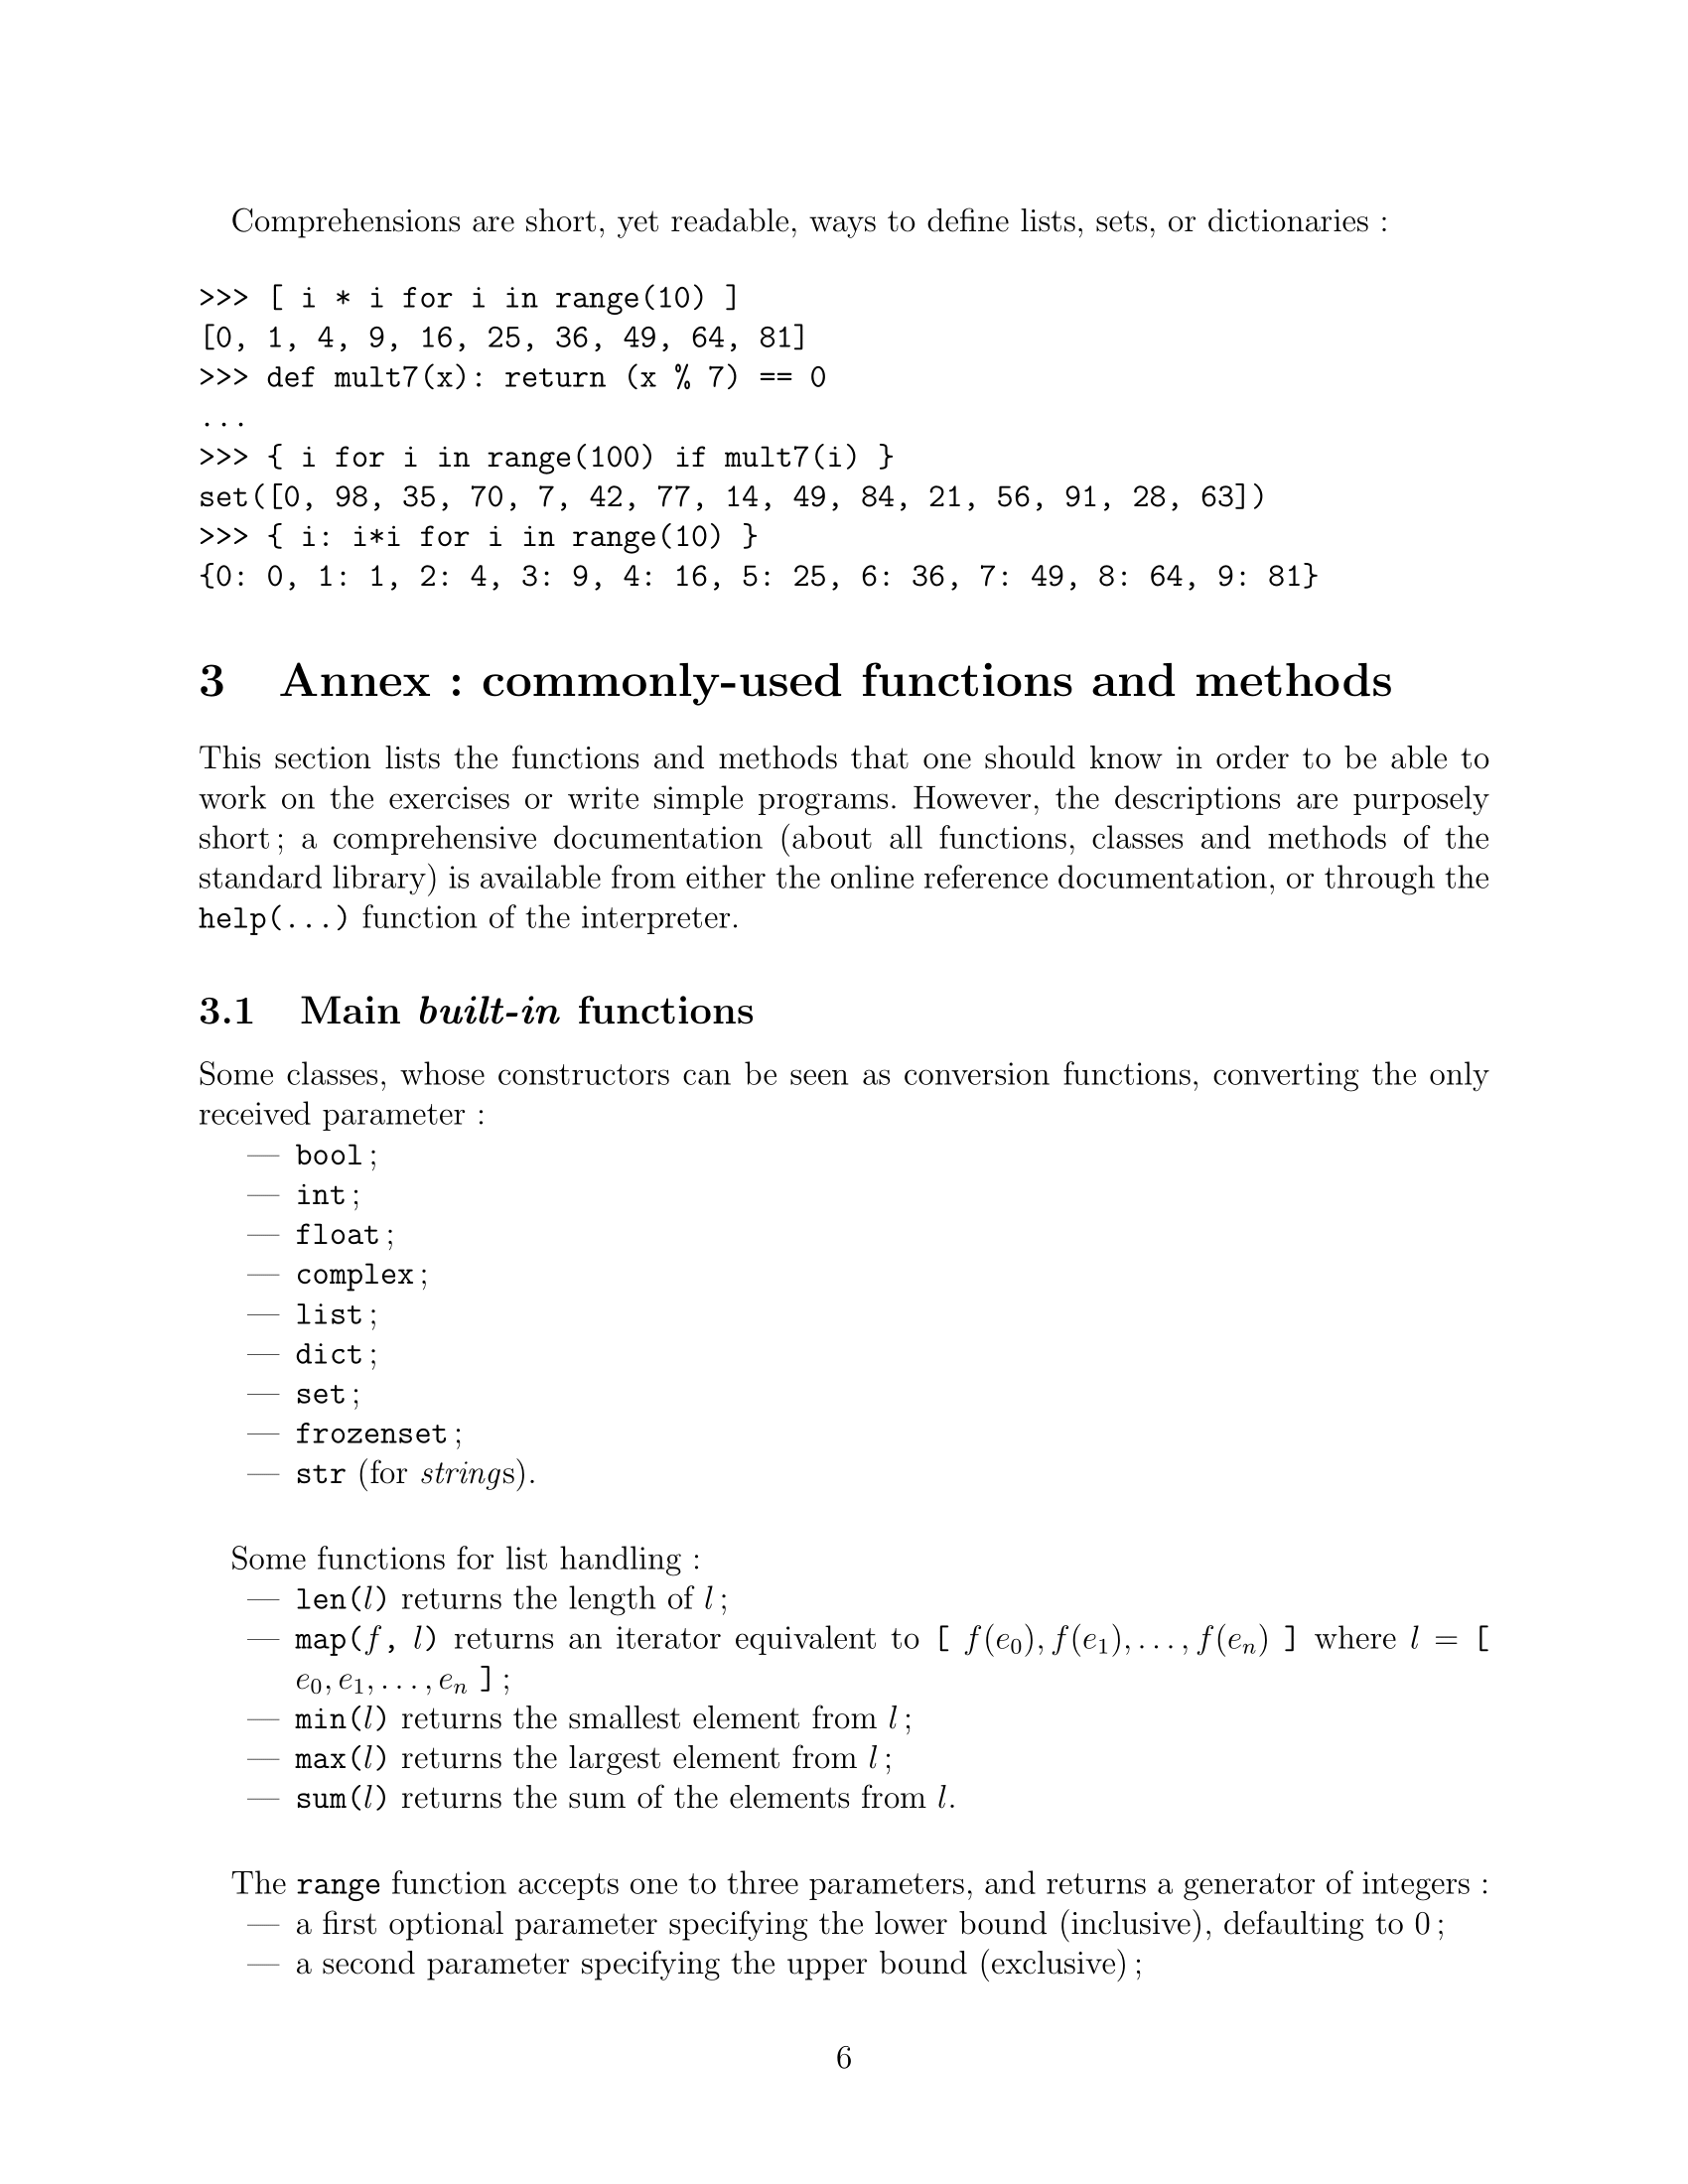 Comprehensions are short, yet readable, ways to define lists, sets, or dictionaries :
>>> [ i * i for i in range(10) ]
[0, 1, 4, 9, 16, 25, 36, 49, 64, 81]
>>> def mult7(x): return (x % 7) == 0
...
>>> { i for i in range(100) if mult7(i) }
set([0, 98, 35, 70, 7, 42, 77, 14, 49, 84, 21, 56, 91, 28, 63])
>>> { i: i*i for i in range(10) }
{0: 0, 1: 1, 2: 4, 3: 9, 4: 16, 5: 25, 6: 36, 7: 49, 8: 64, 9: 81}
3 Annex : commonly-used functions and methods
This section lists the functions and methods that one should know in order to be able to
work on the exercises or write simple programs. However, the descriptions are purposely
short ; a comprehensive documentation (about all functions, classes and methods of the
standard library) is available from either the online reference documentation, or through the
help(...) function of the interpreter.
3.1 Main built-in functions
Some classes, whose constructors can be seen as conversion functions, converting the only
received parameter :
— bool ;
— int ;
— float ;
— complex ;
— list ;
— dict ;
— set ;
— frozenset ;
— str (for strings).
Some functions for list handling :
— len(l) returns the length of l ;
— map(f, l) returns an iterator equivalent to [ f(e₀), f(e₁), . . . , f(eₙ) ] where l = [
e₀, e₁, . . . , eₙ ] ;
— min(l) returns the smallest element from l ;
— max(l) returns the largest element from l ;
— sum(l) returns the sum of the elements from l.
The range function accepts one to three parameters, and returns a generator of integers :
— a first optional parameter specifying the lower bound (inclusive), defaulting to 0 ;
— a second parameter specifying the upper bound (exclusive) ;
6